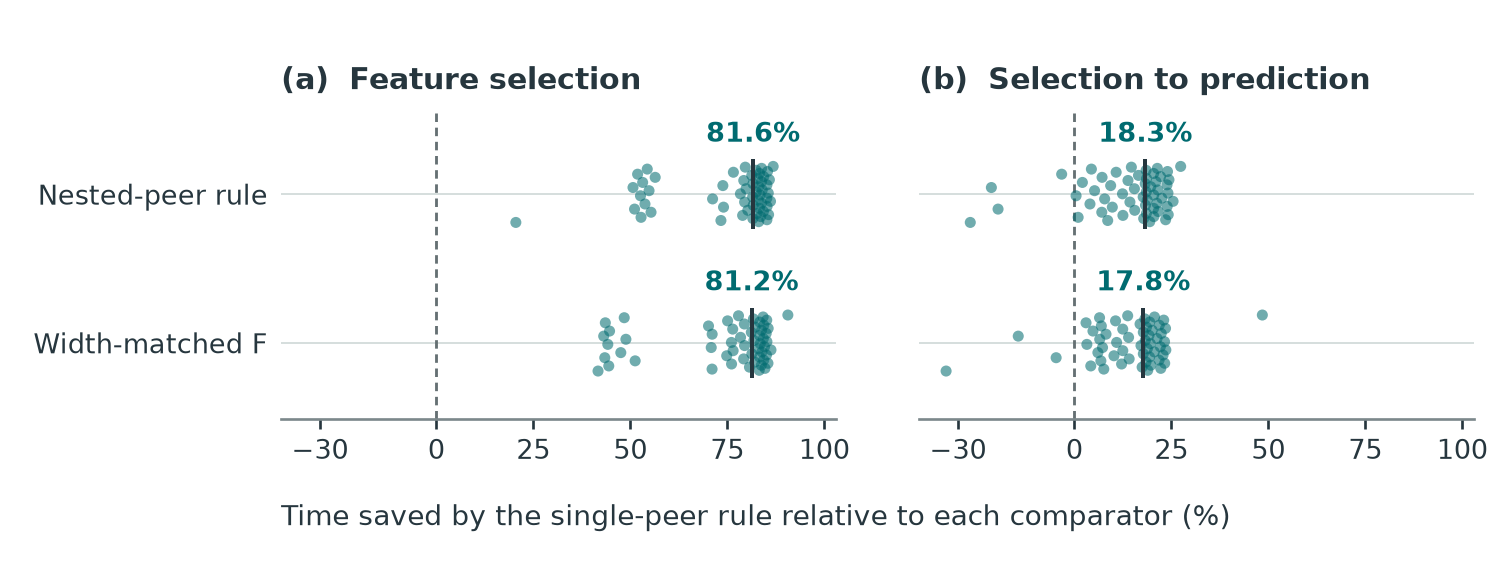 (a) Feature selection
(b) Selection to prediction
81.6%
18.3%
Nested-peer rule
81.2%
17.8%
Width-matched F
−30 0 25 50 75 100
−30 0 25 50 75 100
Time saved by the single-peer rule relative to each comparator (%)